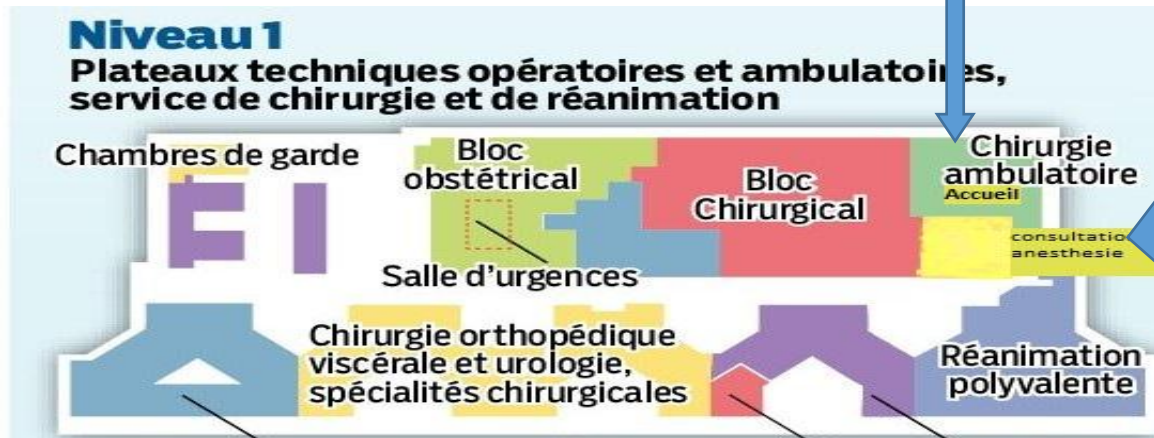 Niveau 1
Plateaux techniques opératoires et ambulatoires,
service de chirurgie et de réanimation
Chambres de garde
Bloc
obstétrical
Bloc
Chirurgical
Chirurgie
ambulatoire
Accueil
consultatio
anesthesie
Salle d'urgences
Chirurgie orthopédique
viscérale et urologie,
spécialités chirurgicales
Réanimation
polyvalente